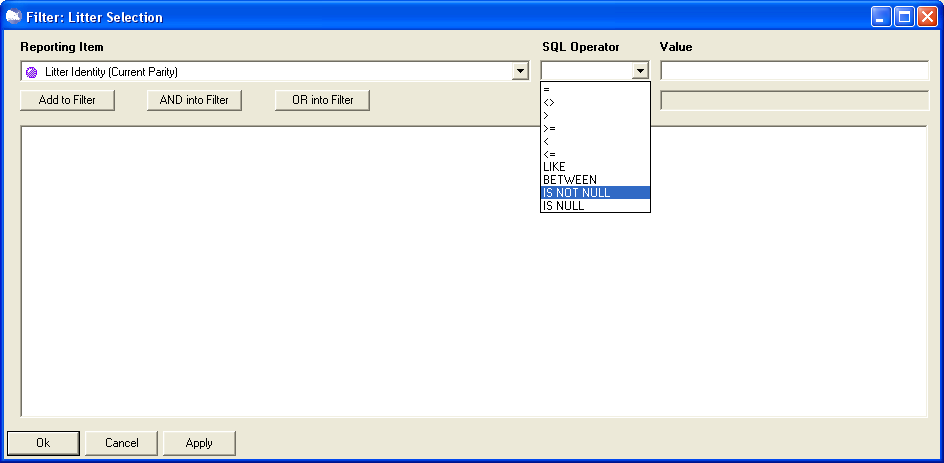 Filter: Litter Selection
Reporting Item
SQL Operator
Value
Litter Identity (Current Parity)
Add to Filter
AND into Filter
OR into Filter
=
<>
>
>=
<
<=
LIKE
BETWEEN
IS NOT NULL
IS NULL
Ok
Cancel
Apply